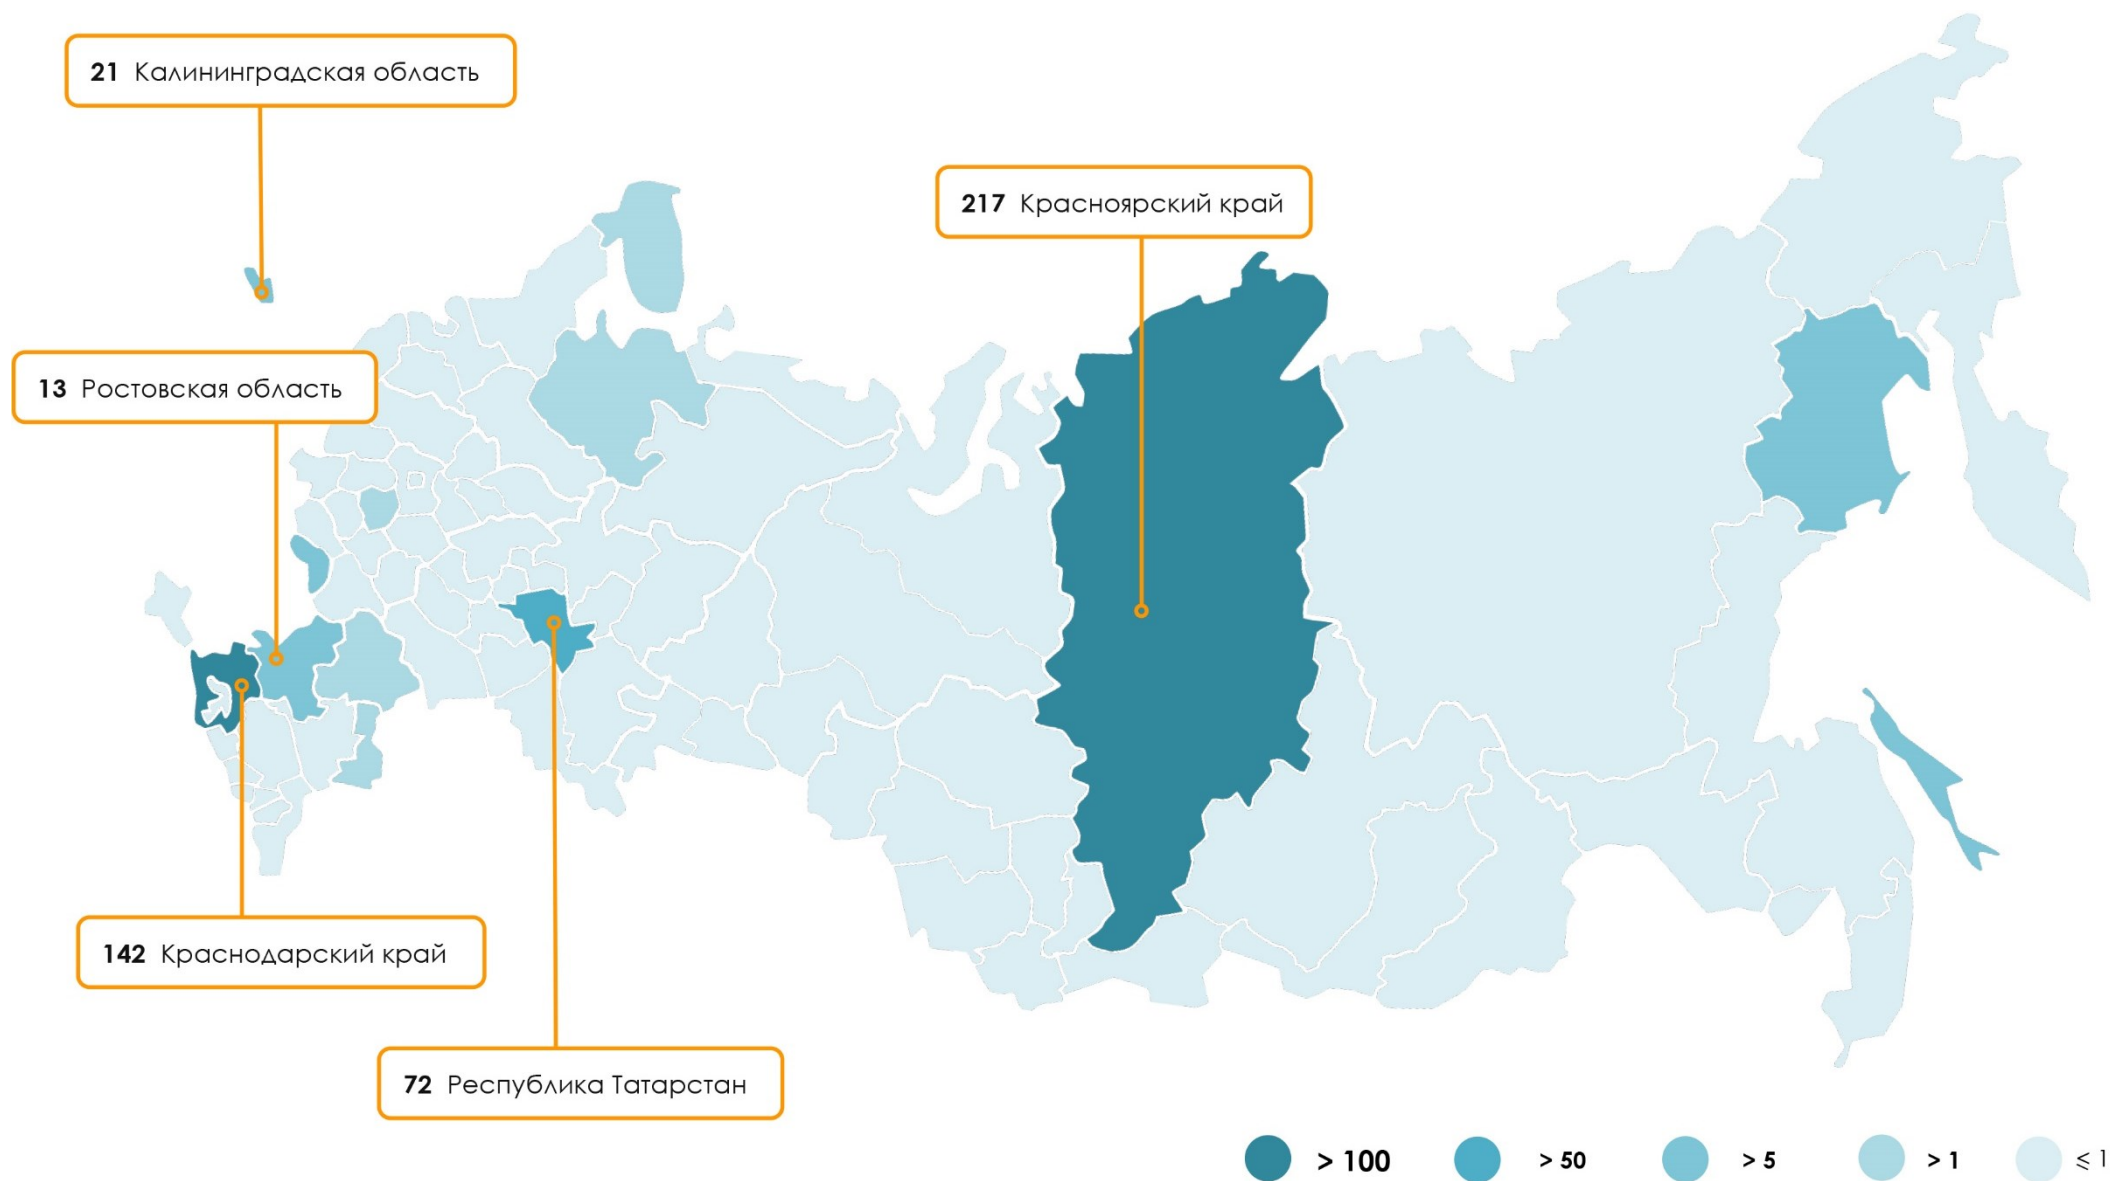 21 Калининградская область
217 Красноярский край
13 Ростовская область
142 Краснодарский край
72 Республика Татарстан
> 100 > 50 > 5 > 1 ⩽ 1